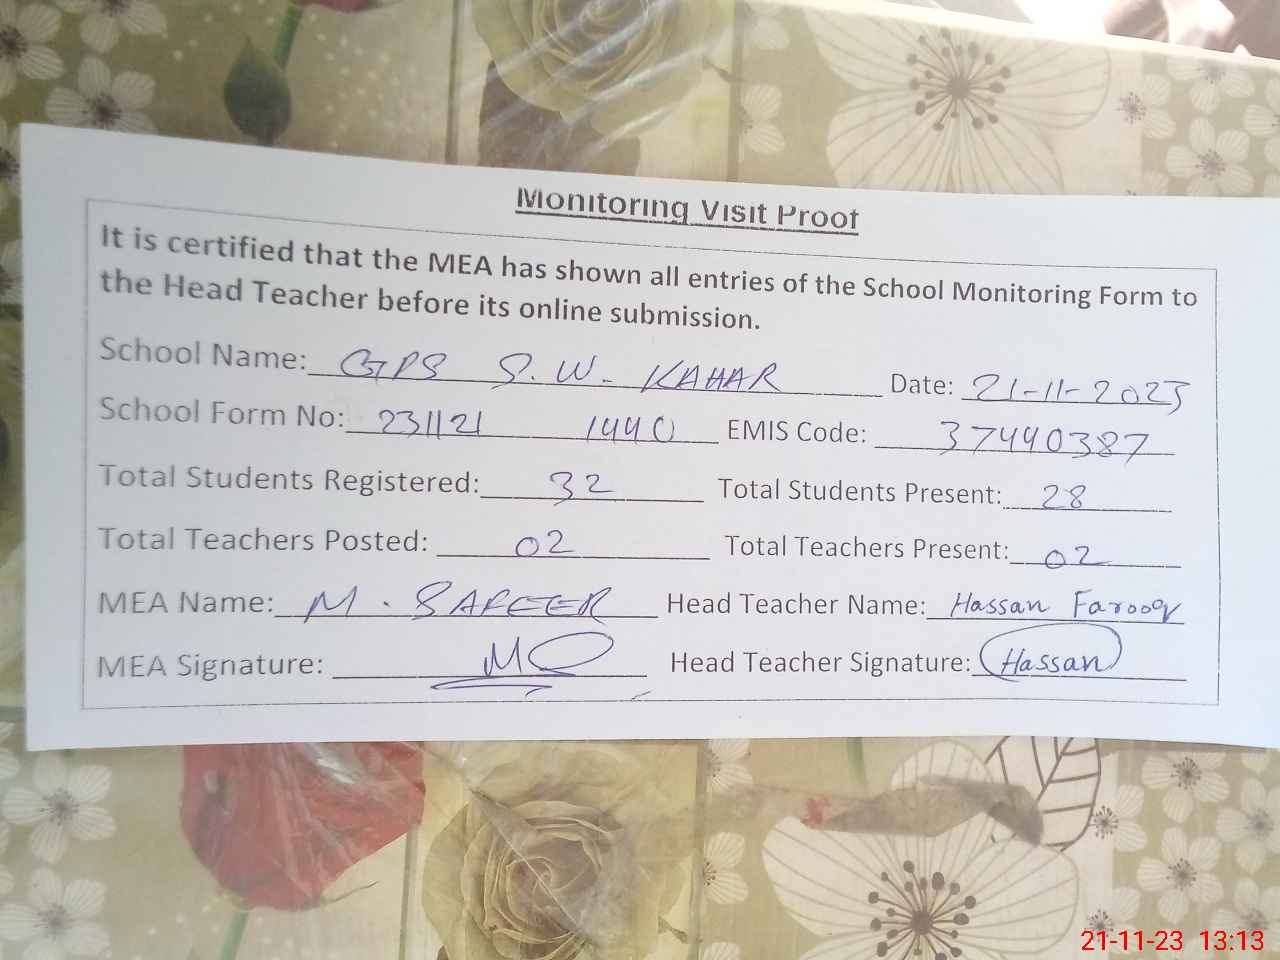 Monitoring Visit Proof
It is certified that the MEA has shown all entries of the School Monitoring Form to
the Head Teacher before its online submission.
School Name: GPS S.W. KAHAR Date: 21-11-2023
School Form No: 231121 1440 EMIS Code: 37440387
Total Students Registered: 32 Total Students Present: 28
Total Teachers Posted: 02 Total Teachers Present: 02
MEA Name: M. SAFEER Head Teacher Name: Hassan Farooq
MEA Signature: Head Teacher Signature: Hassan
21-11-23 13:13